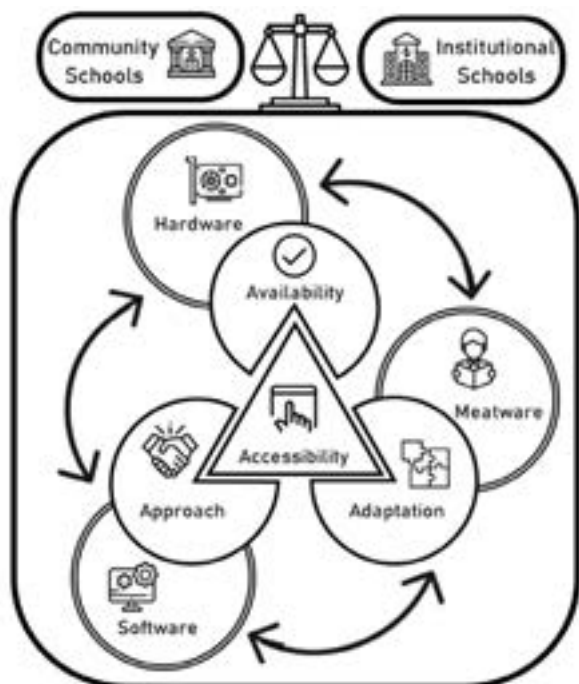 Community
Schools
Institutional
Schools
Hardware
Availability
Meatware
Accessibility
Approach
Adaptation
Software